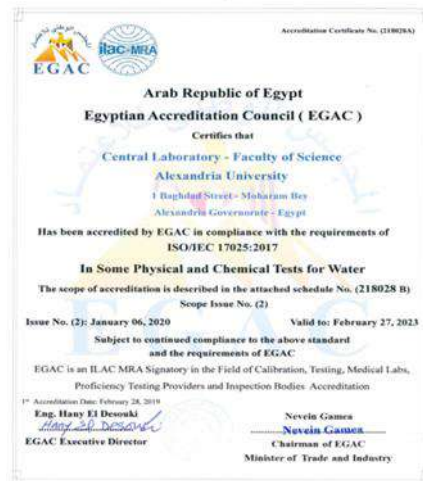 Accreditation Certificate No. (218028A)
EGAC
ilac-MRA
Arab Republic of Egypt
Egyptian Accreditation Council ( EGAC )
Certifies that
Central Laboratory - Faculty of Science
Alexandria University
1 Baghdad Street - Moharam Bey
Alexandria Governorate - Egypt
Has been accredited by EGAC in compliance with the requirements of
ISO/IEC 17025:2017
In Some Physical and Chemical Tests for Water
The scope of accreditation is described in the attached schedule No. (218028 B)
Scope Issue No. (2)
Issue No. (2): January 06, 2020 Valid to: February 27, 2023
Subject to continued compliance to the above standard
and the requirements of EGAC
EGAC is an ILAC MRA Signatory in the Field of Calibration, Testing, Medical Labs,
Proficiency Testing Providers and Inspection Bodies Accreditation
1st Accreditation Date: February 28, 2019
Eng. Hany El Desouki Nevein Gamea
Hany El Desouki Nevein Gamea
EGAC Executive Director Chairman of EGAC
Minister of Trade and Industry
EGAC